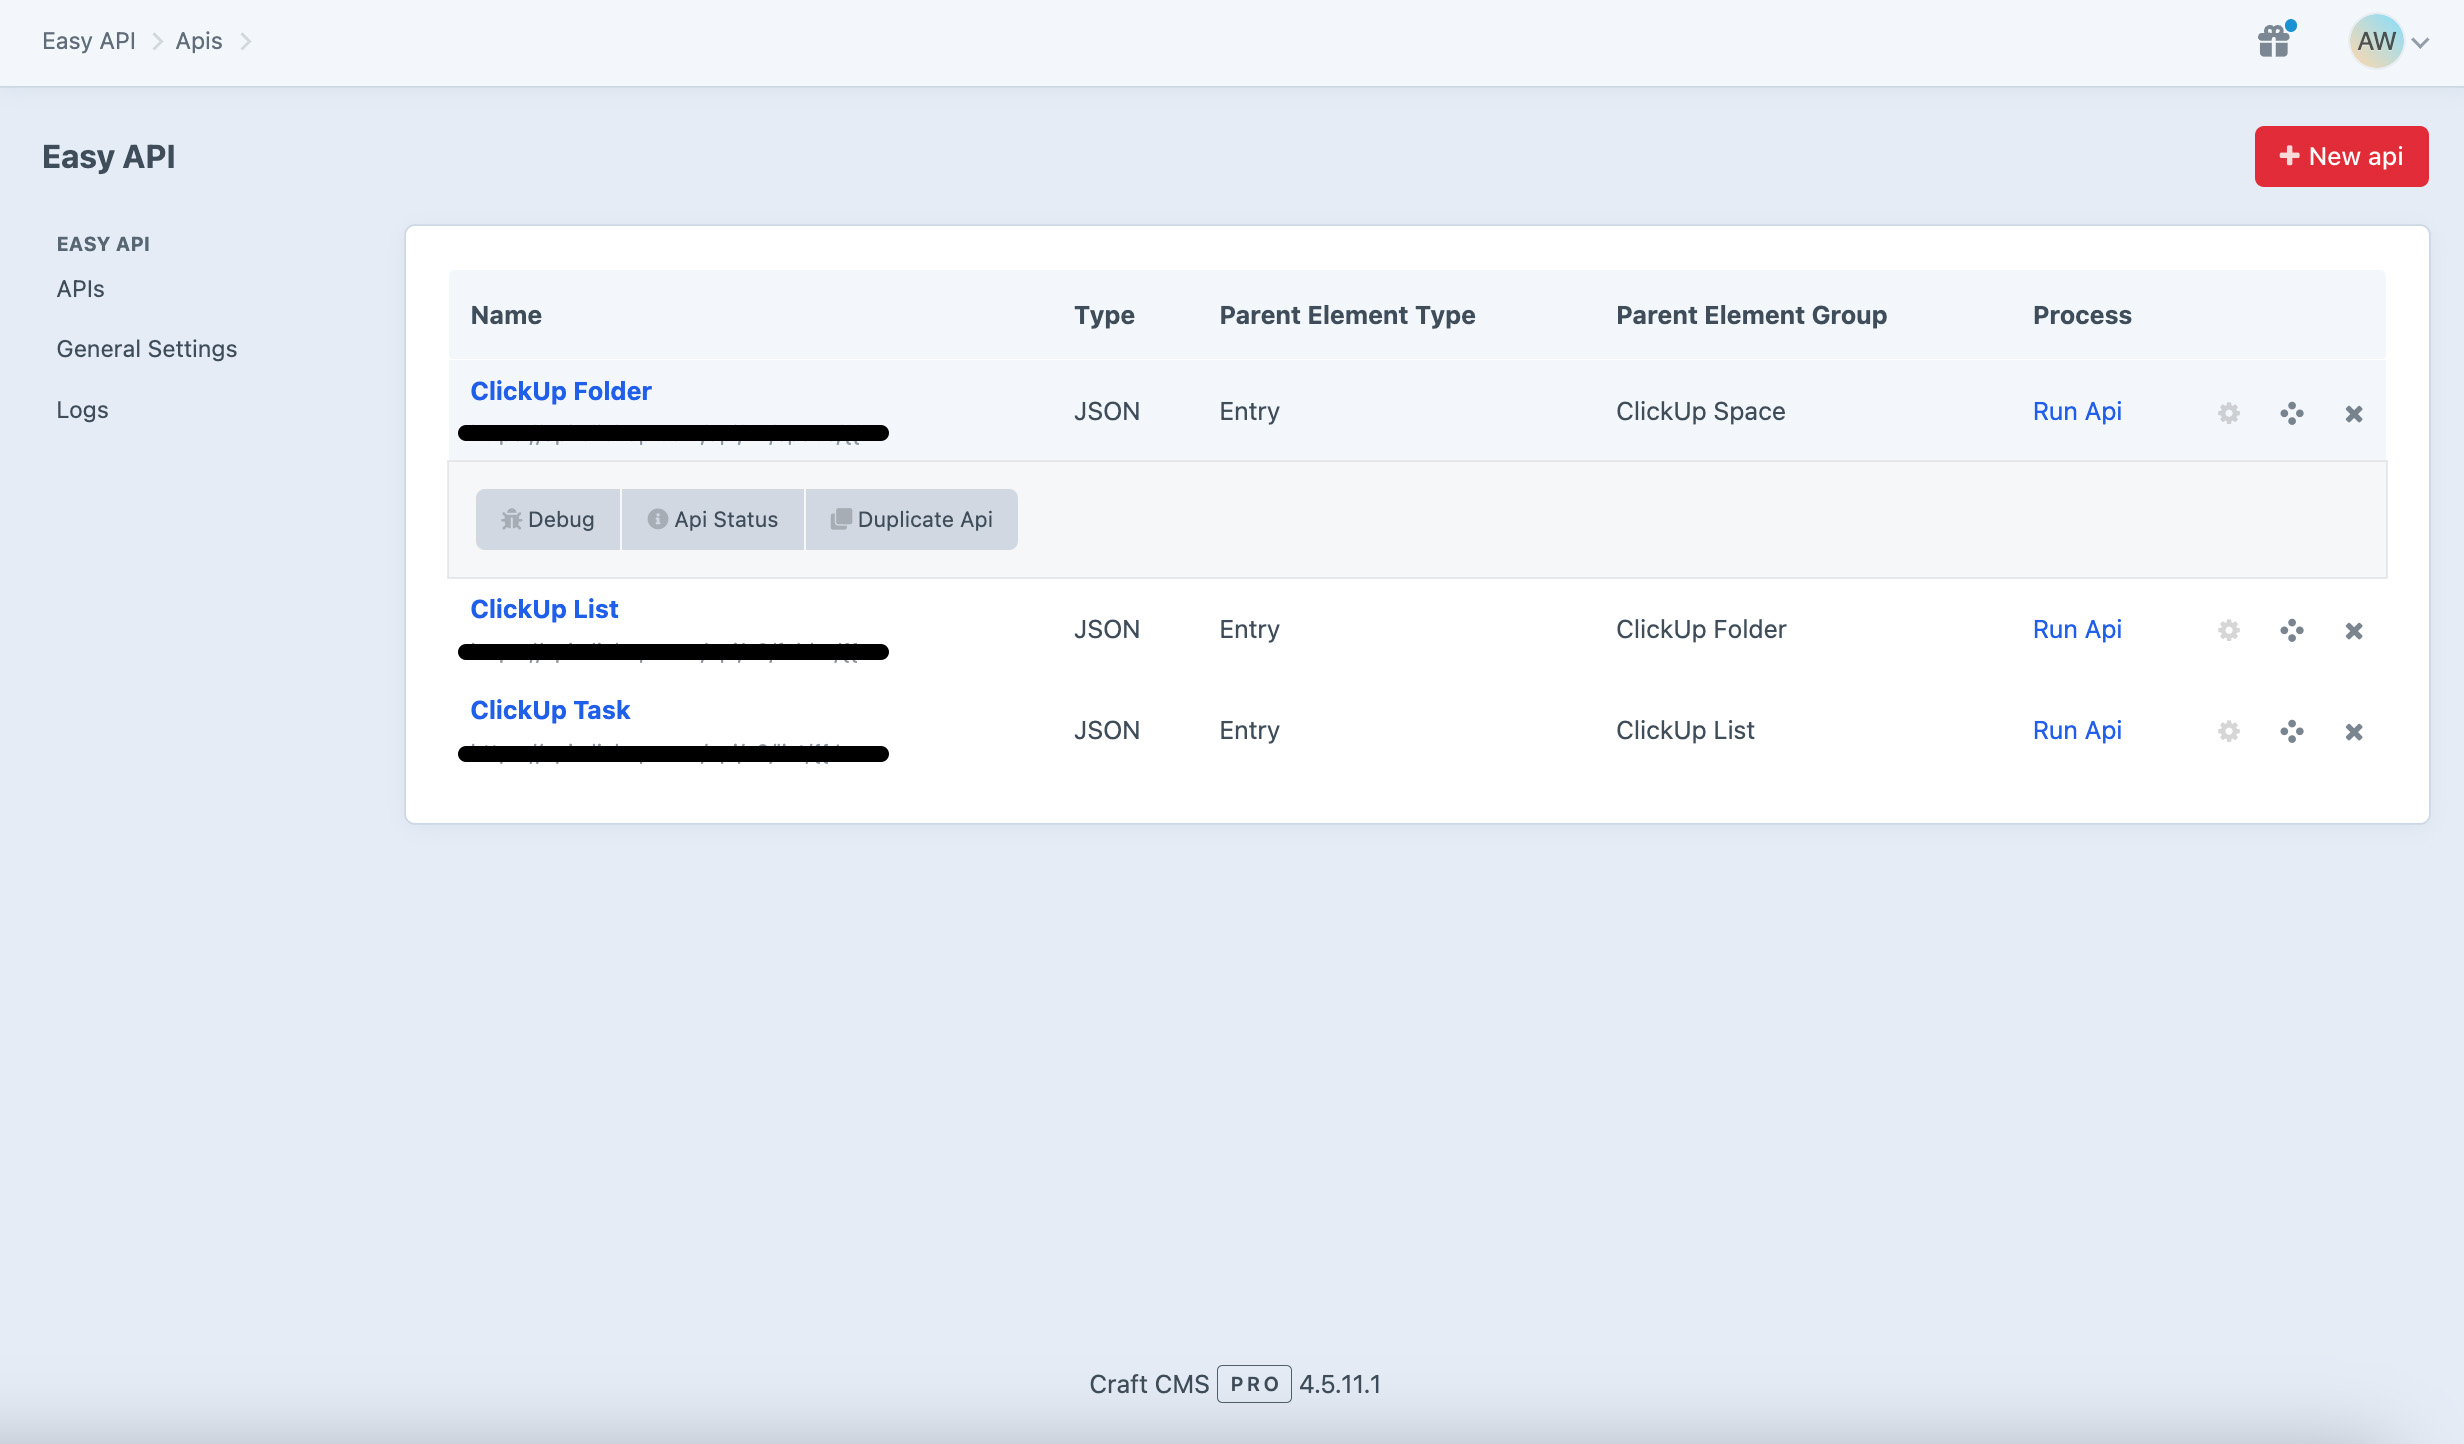 Easy API Apis
AW
Easy API
New api
EASY API
APIs
General Settings
Logs
Name Type Parent Element Type Parent Element Group Process
ClickUp Folder
JSON Entry ClickUp Space Run Api
Debug Api Status Duplicate Api
ClickUp List
JSON Entry ClickUp Folder Run Api
ClickUp Task
JSON Entry ClickUp List Run Api
Craft CMS PRO 4.5.11.1